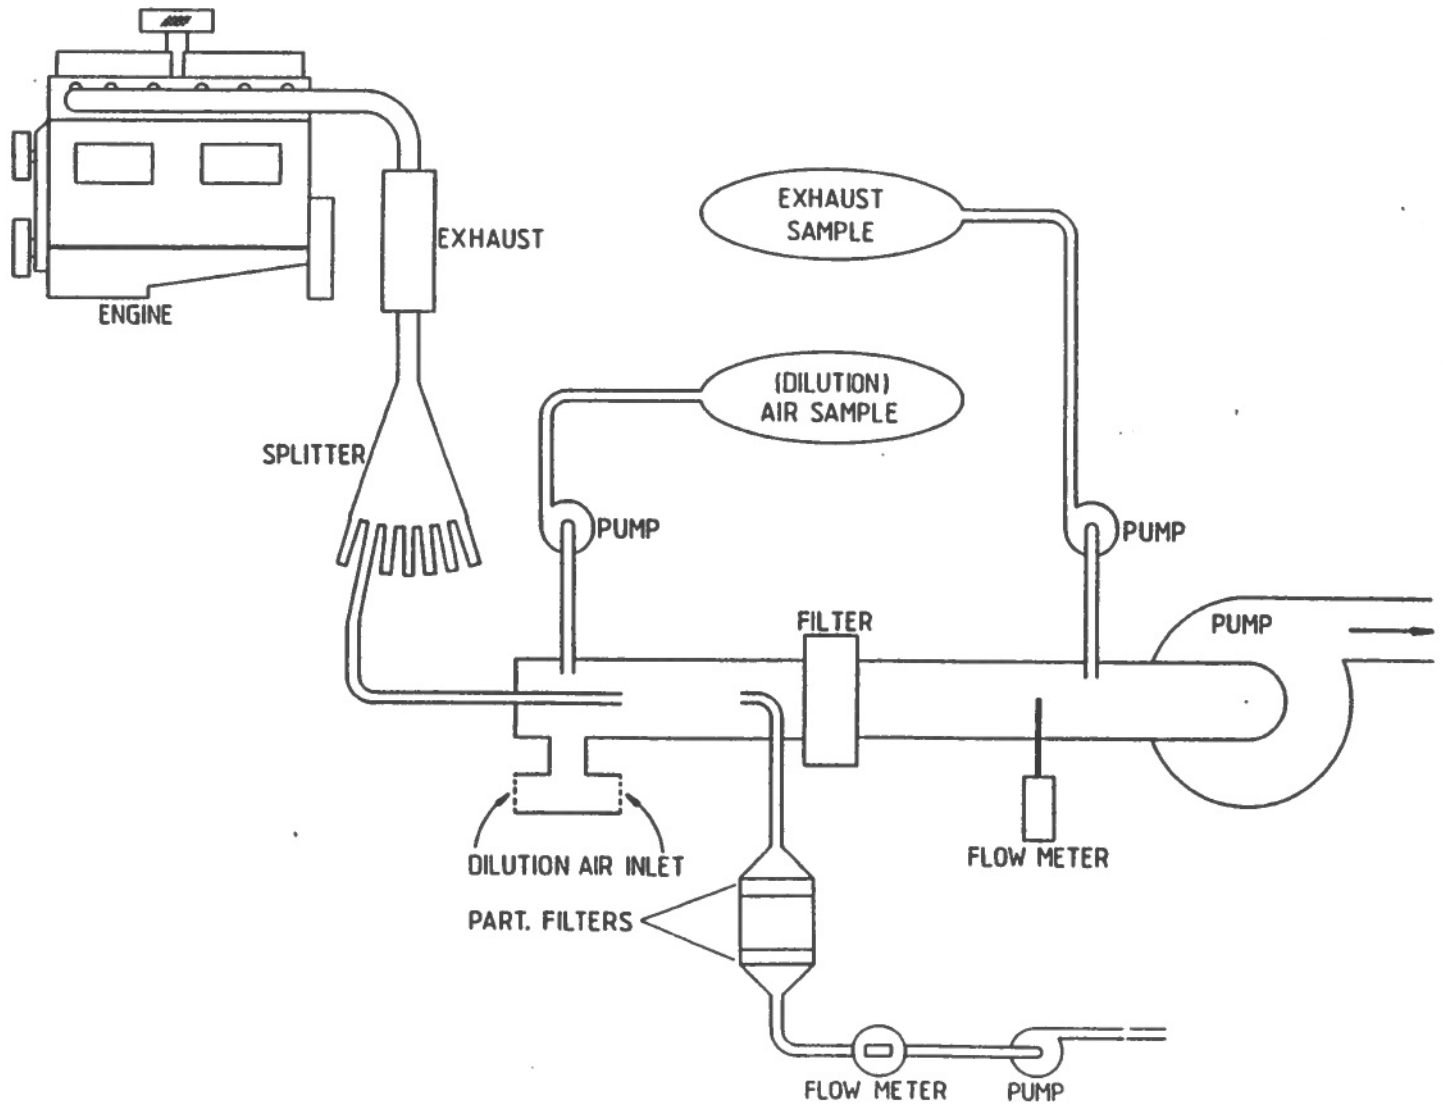 EXHAUST
SAMPLE
EXHAUST
ENGINE
(DILUTION)
AIR SAMPLE
SPLITTER
PUMP
PUMP
FILTER
PUMP
DILUTION AIR INLET
FLOW METER
PART. FILTERS
FLOW METER
PUMP